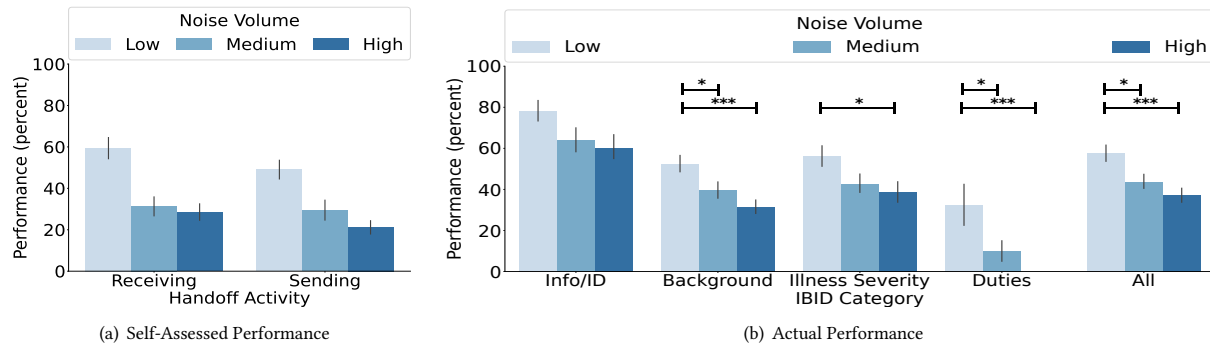 Noise Volume
Low Medium High
Performance (percent)
100
80
60
40
20
0
Receiving Sending
Handoff Activity
(a) Self-Assessed Performance
Noise Volume
Low Medium High
Performance (percent)
100
80
60
40
20
0
* * *
*** * *** ***
Info/ID Background Illness Severity Duties All
IBID Category
(b) Actual Performance